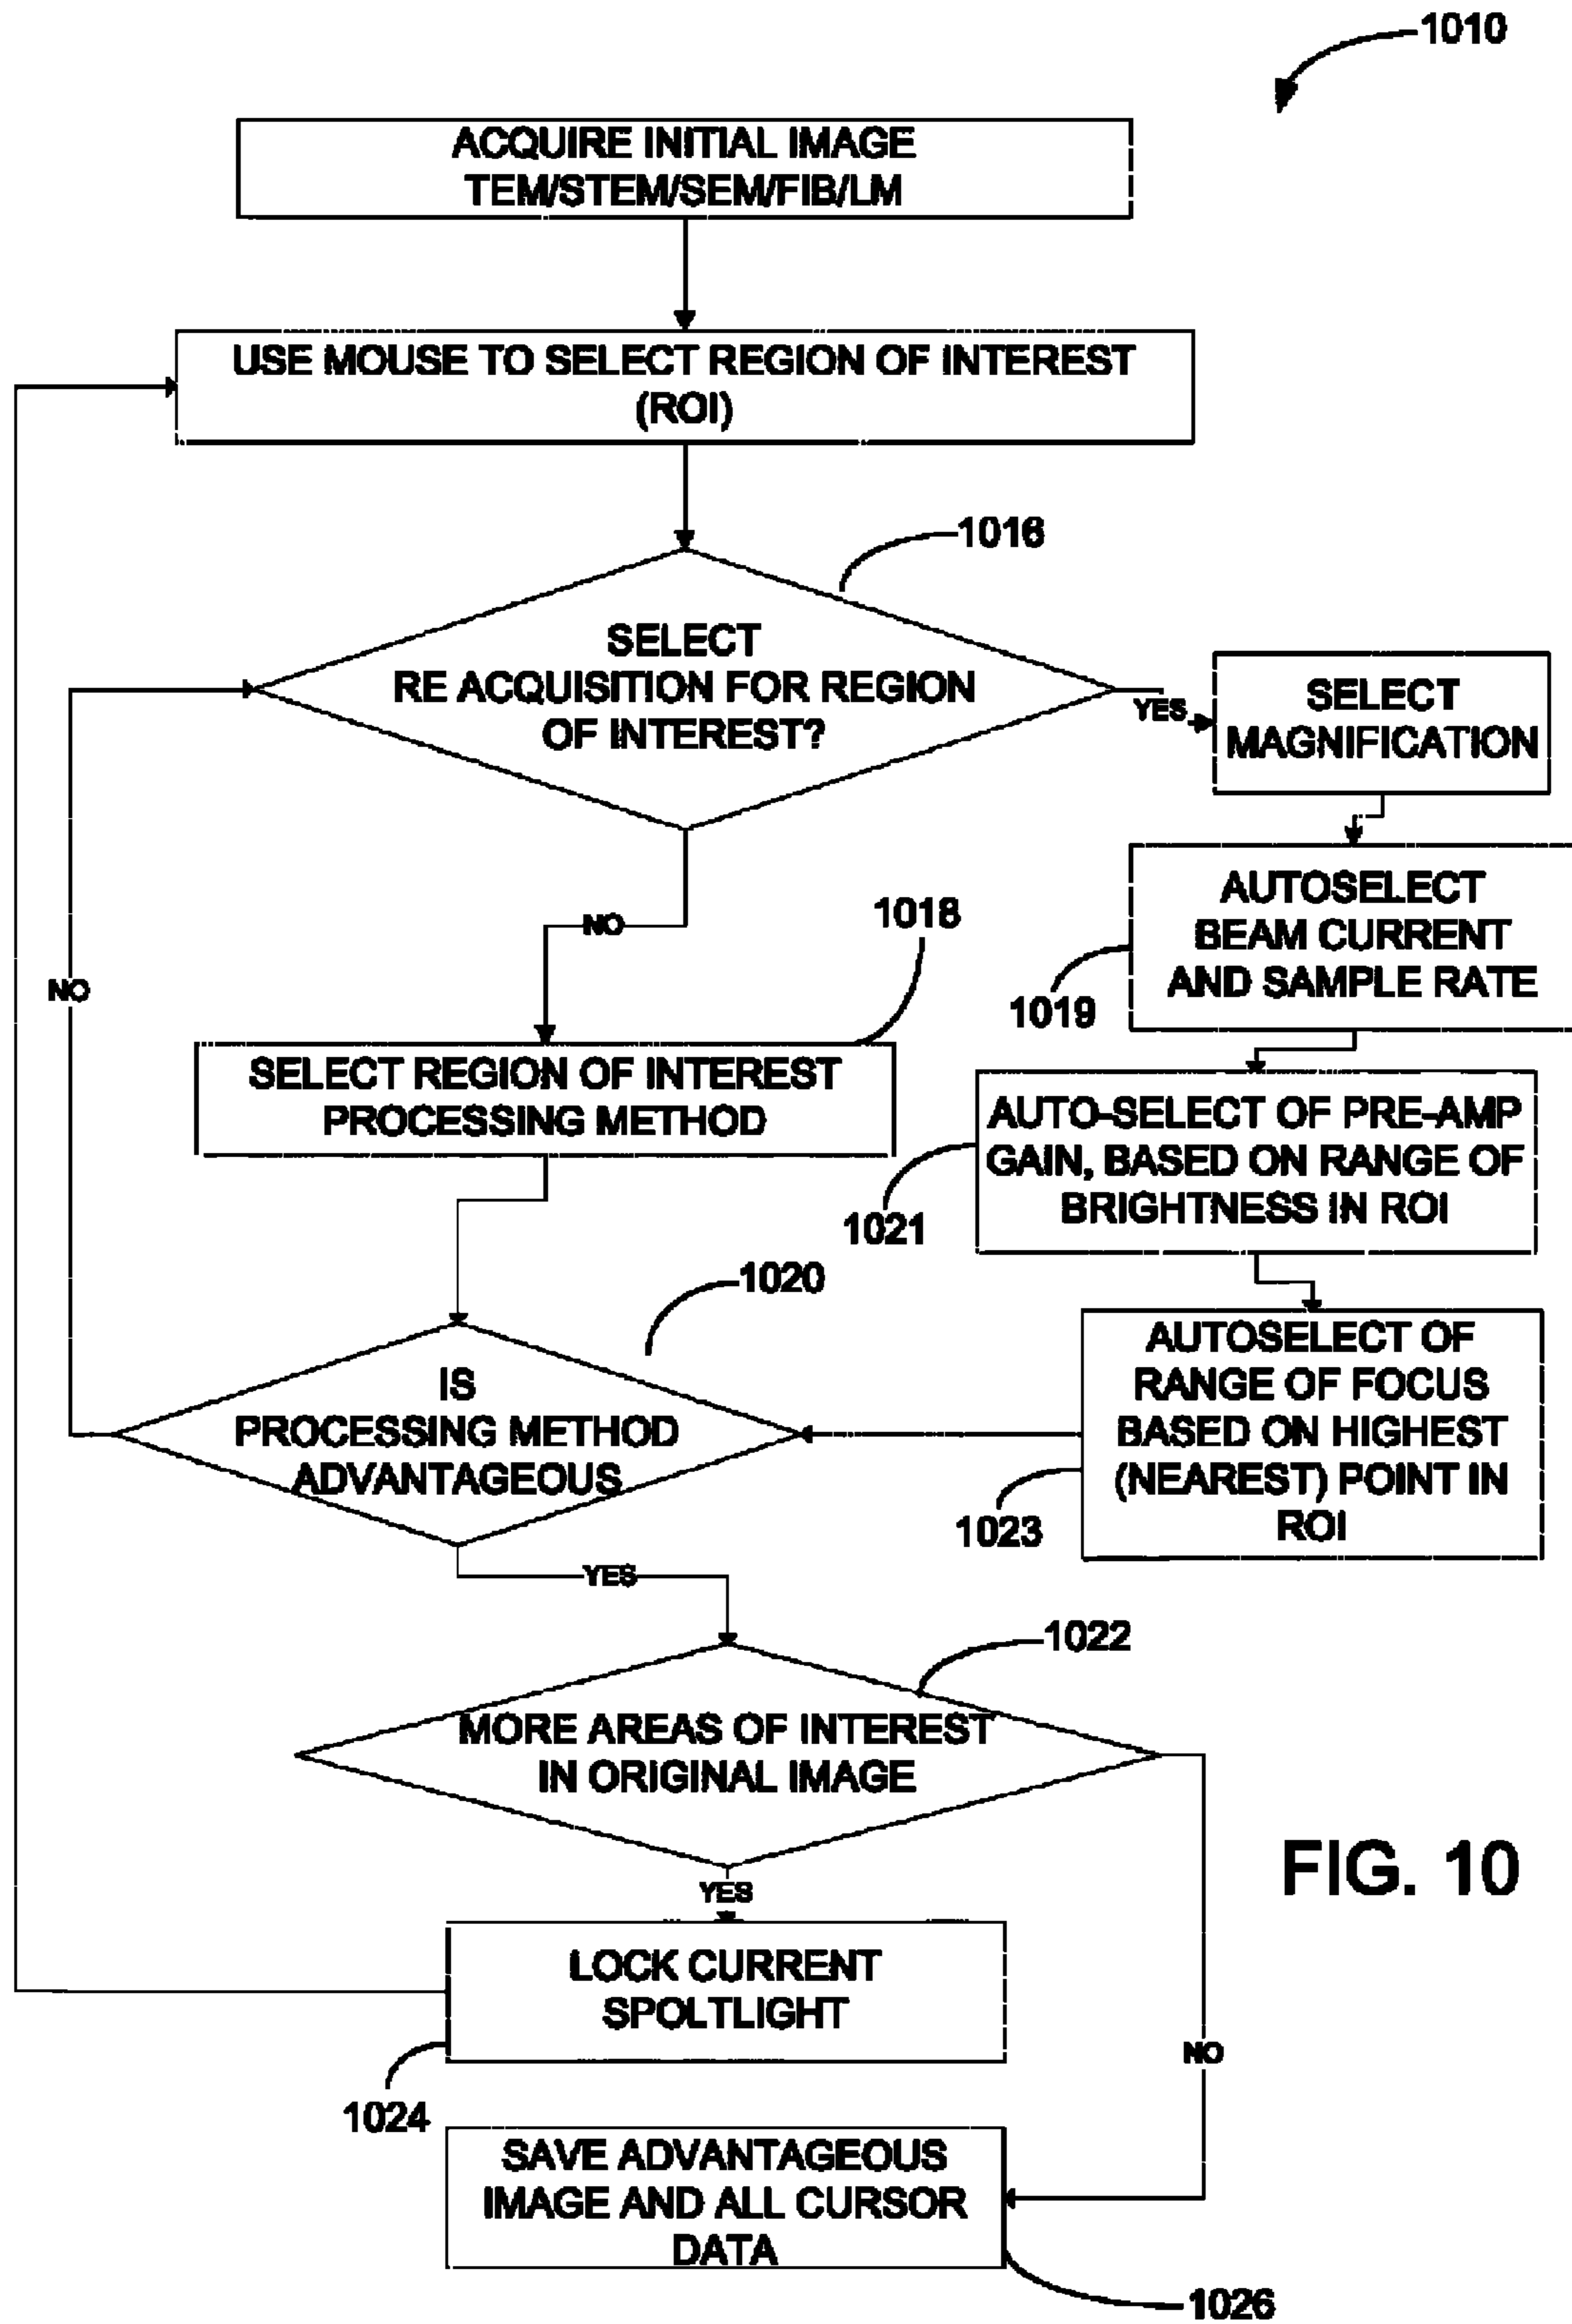 1010
ACQUIRE INITIAL IMAGE
TEM/STEM/SEM/FIB/LM
USE MOUSE TO SELECT REGION OF INTEREST
(ROI)
1016
SELECT
RE ACQUISITION FOR REGION
OF INTEREST?
YES
SELECT
MAGNIFICATION
NO
1018
AUTOSELECT
BEAM CURRENT
AND SAMPLE RATE
1019
NO
SELECT REGION OF INTEREST
PROCESSING METHOD
AUTO-SELECT OF PRE-AMP
GAIN, BASED ON RANGE OF
BRIGHTNESS IN ROI
1021
1020
IS
PROCESSING METHOD
ADVANTAGEOUS
AUTOSELECT OF
RANGE OF FOCUS
BASED ON HIGHEST
(NEAREST) POINT IN
ROI
1023
YES
1022
MORE AREAS OF INTEREST
IN ORIGINAL IMAGE
FIG. 10
YES
LOCK CURRENT
SPOLTLIGHT
NO
1024
SAVE ADVANTAGEOUS
IMAGE AND ALL CURSOR
DATA
1026